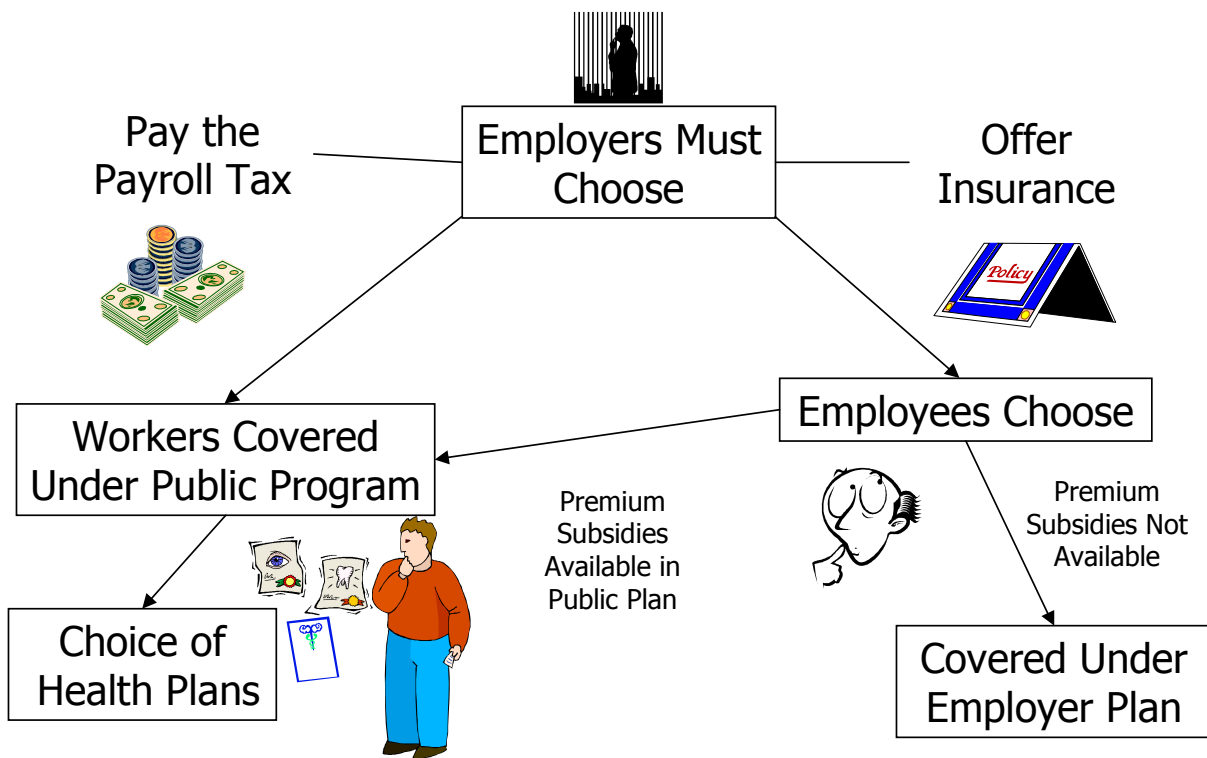 Pay the
Payroll Tax
Employers Must
Choose
Offer
Insurance
Policy
Workers Covered
Under Public Program
Employees Choose
Premium
Subsidies
Available in
Public Plan
Premium
Subsidies Not
Available
Choice of
Health Plans
Covered Under
Employer Plan